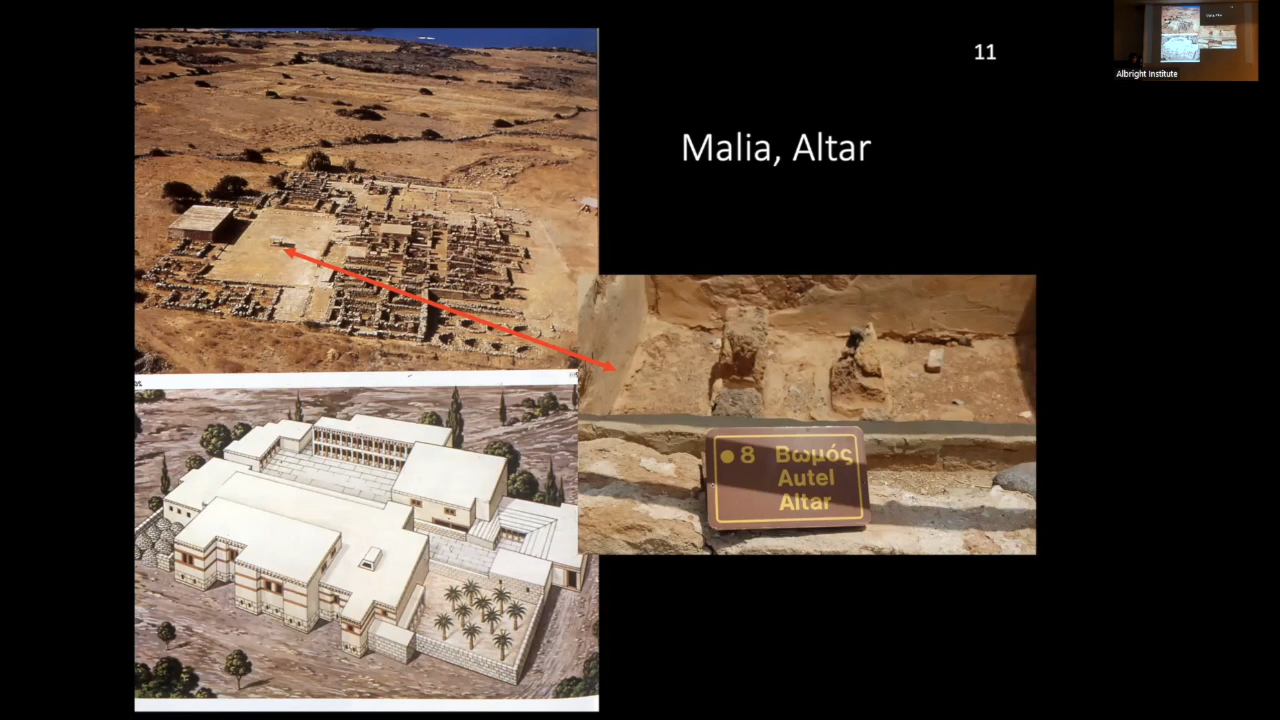 11
Albright Institute
Malia, Altar
8 Βωμός
Autel
Altar